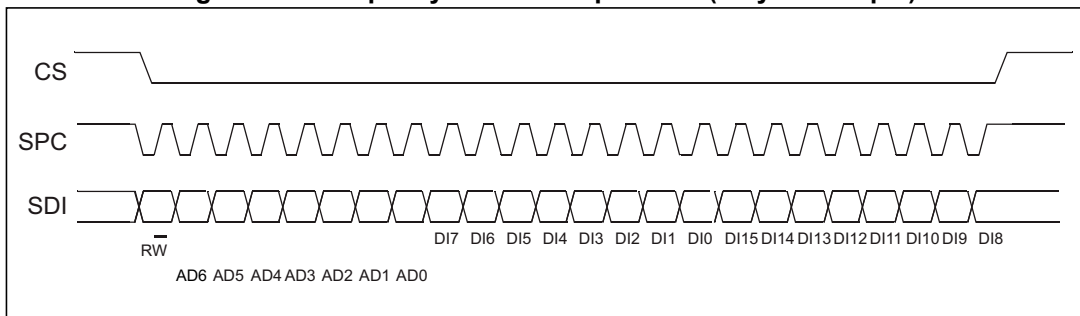 CS
SPC
SDI
RW
DI7 DI6 DI5 DI4 DI3 DI2 DI1 DI0 DI15 DI14 DI13 DI12 DI11 DI10 DI9 DI8
AD6 AD5 AD4 AD3 AD2 AD1 AD0